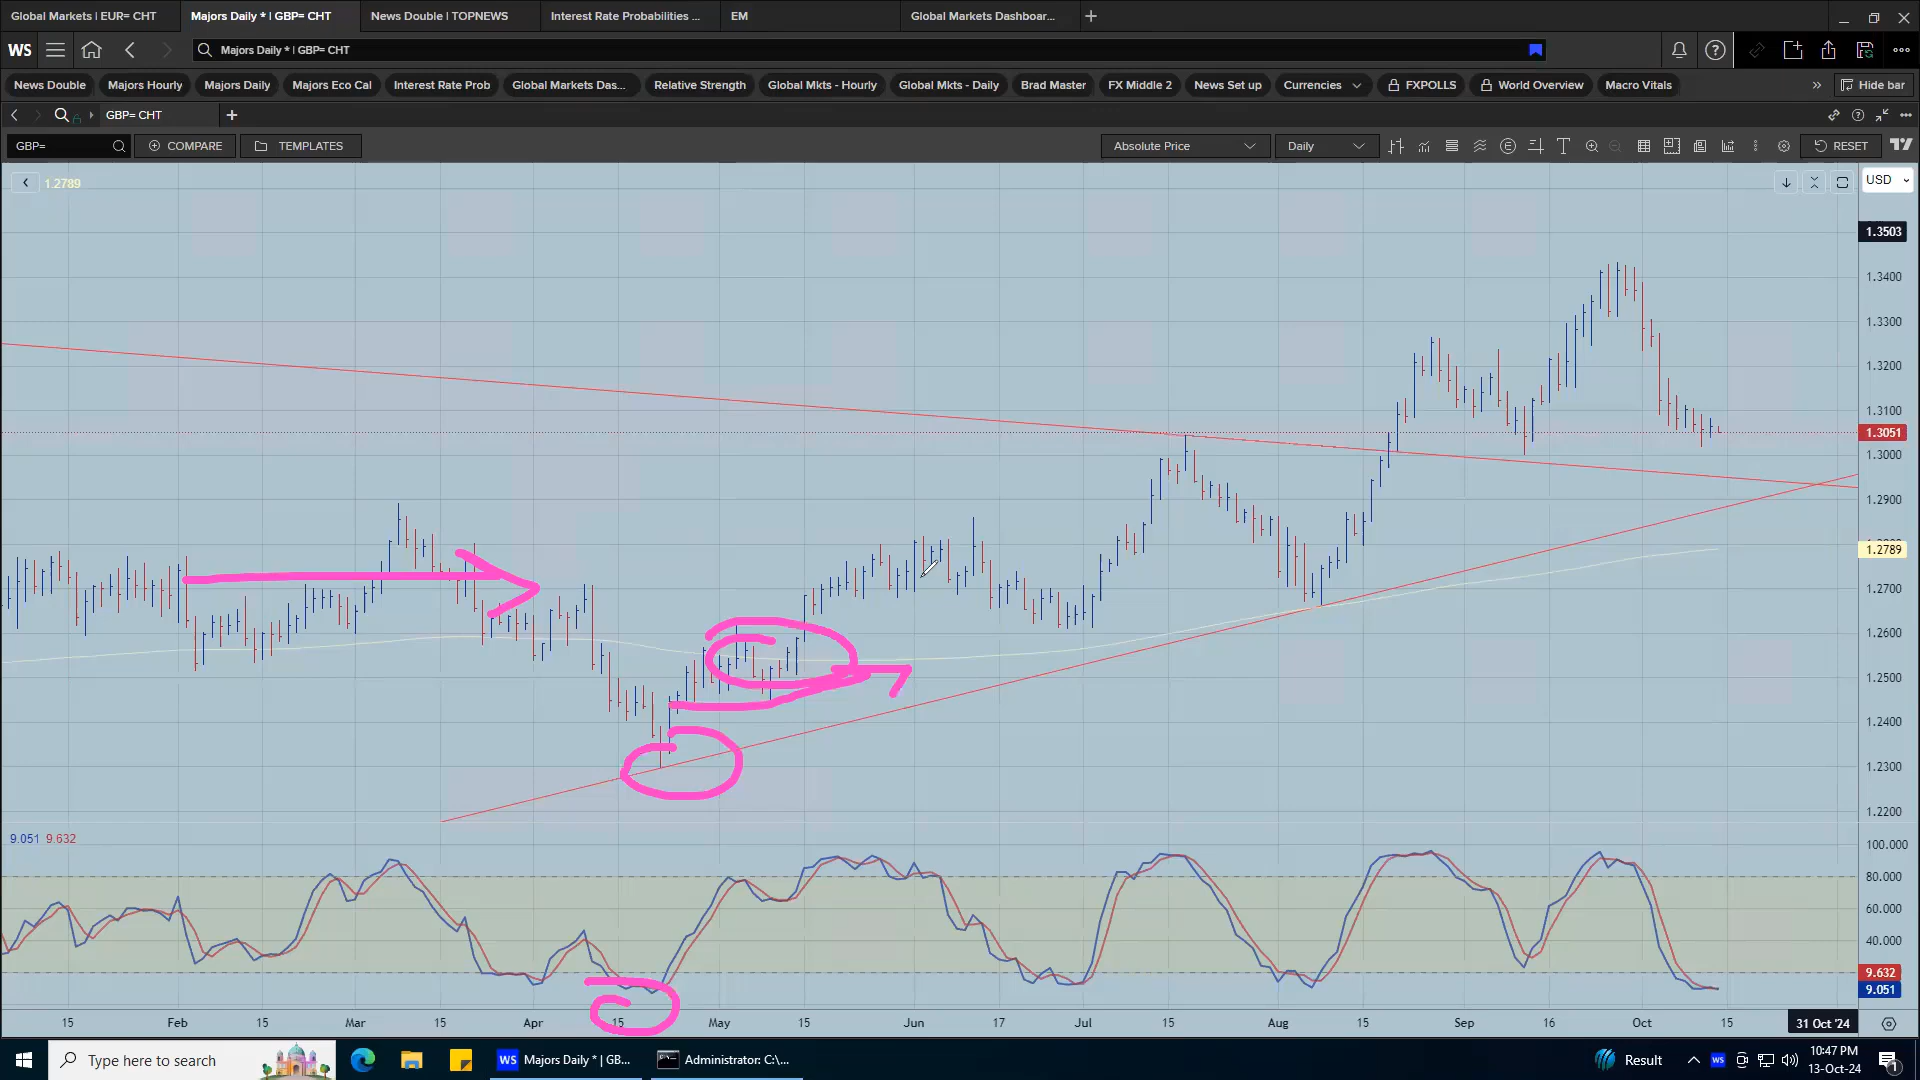 Global Markets | EUR= CHT
Majors Daily * | GBP= CHT
News Double | TOPNEWS
Interest Rate Probabilities ...
EM
Global Markets Dashboar...
WS
Majors Daily * | GBP= CHT
News Double
Majors Hourly
Majors Daily
Majors Eco Cal
Interest Rate Prob
Global Markets Das...
Relative Strength
Global Mkts - Hourly
Global Mkts - Daily
Brad Master
FX Middle 2
News Set up
Currencies
FXPOLLS
World Overview
Macro Vitals
Hide bar
GBP= CHT
GBP=
COMPARE
TEMPLATES
Absolute Price
Daily
RESET
1.2789
USD
1.3503
1.3400
1.3300
1.3200
1.3100
1.3051
1.3000
1.2900
1.2789
1.2700
1.2600
1.2500
1.2400
1.2300
1.2200
9.051 9.632
100.000
80.000
60.000
40.000
9.632
9.051
15 Feb 15 Mar 15 Apr 15 May 15 Jun 17 Jul 15 Aug 15 Sep 16 Oct 15
31 Oct '24
Type here to search
WS Majors Daily * | GB...
Administrator: C:\...
Result
WS
10:47 PM
13-Oct-24
1